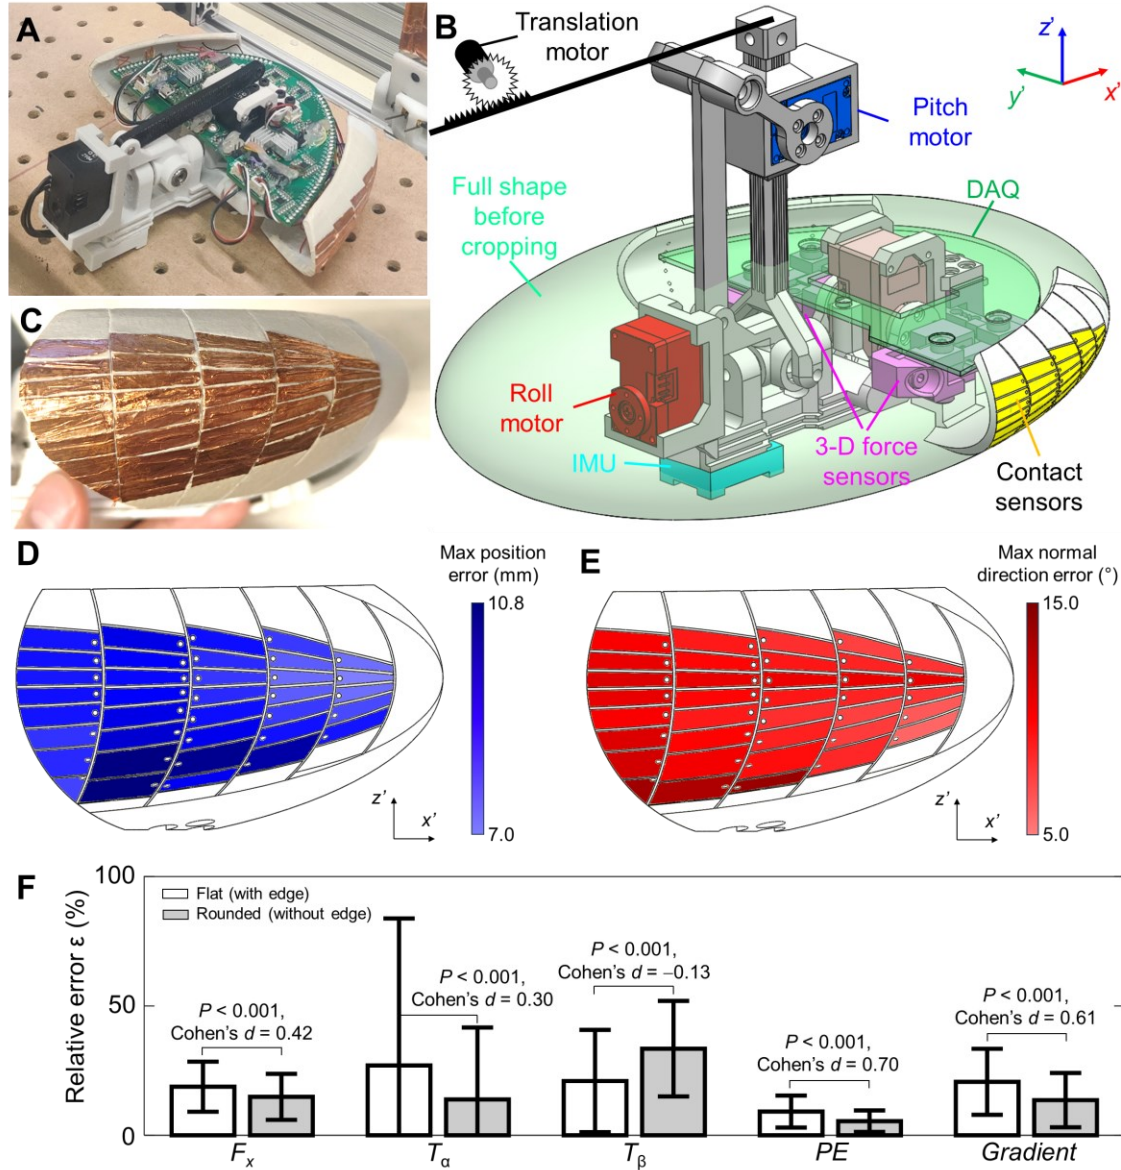 A
B
Translation
motor
z'
y'
x'
Pitch
motor
Full shape
before
cropping
DAQ
C
Roll
motor
IMU
3-D force
sensors
Contact
sensors
D
Max position
error (mm)
10.8
7.0
z'
x'
E
Max normal
direction error (°)
15.0
5.0
z'
x'
F
Relative error ε (%)
100
50
0
Flat (with edge)
Rounded (without edge)
P < 0.001,
Cohen's d = 0.42
P < 0.001,
Cohen's d = 0.30
P < 0.001,
Cohen's d = −0.13
P < 0.001,
Cohen's d = 0.70
P < 0.001,
Cohen's d = 0.61
Fx
Tα
Tβ
PE
Gradient